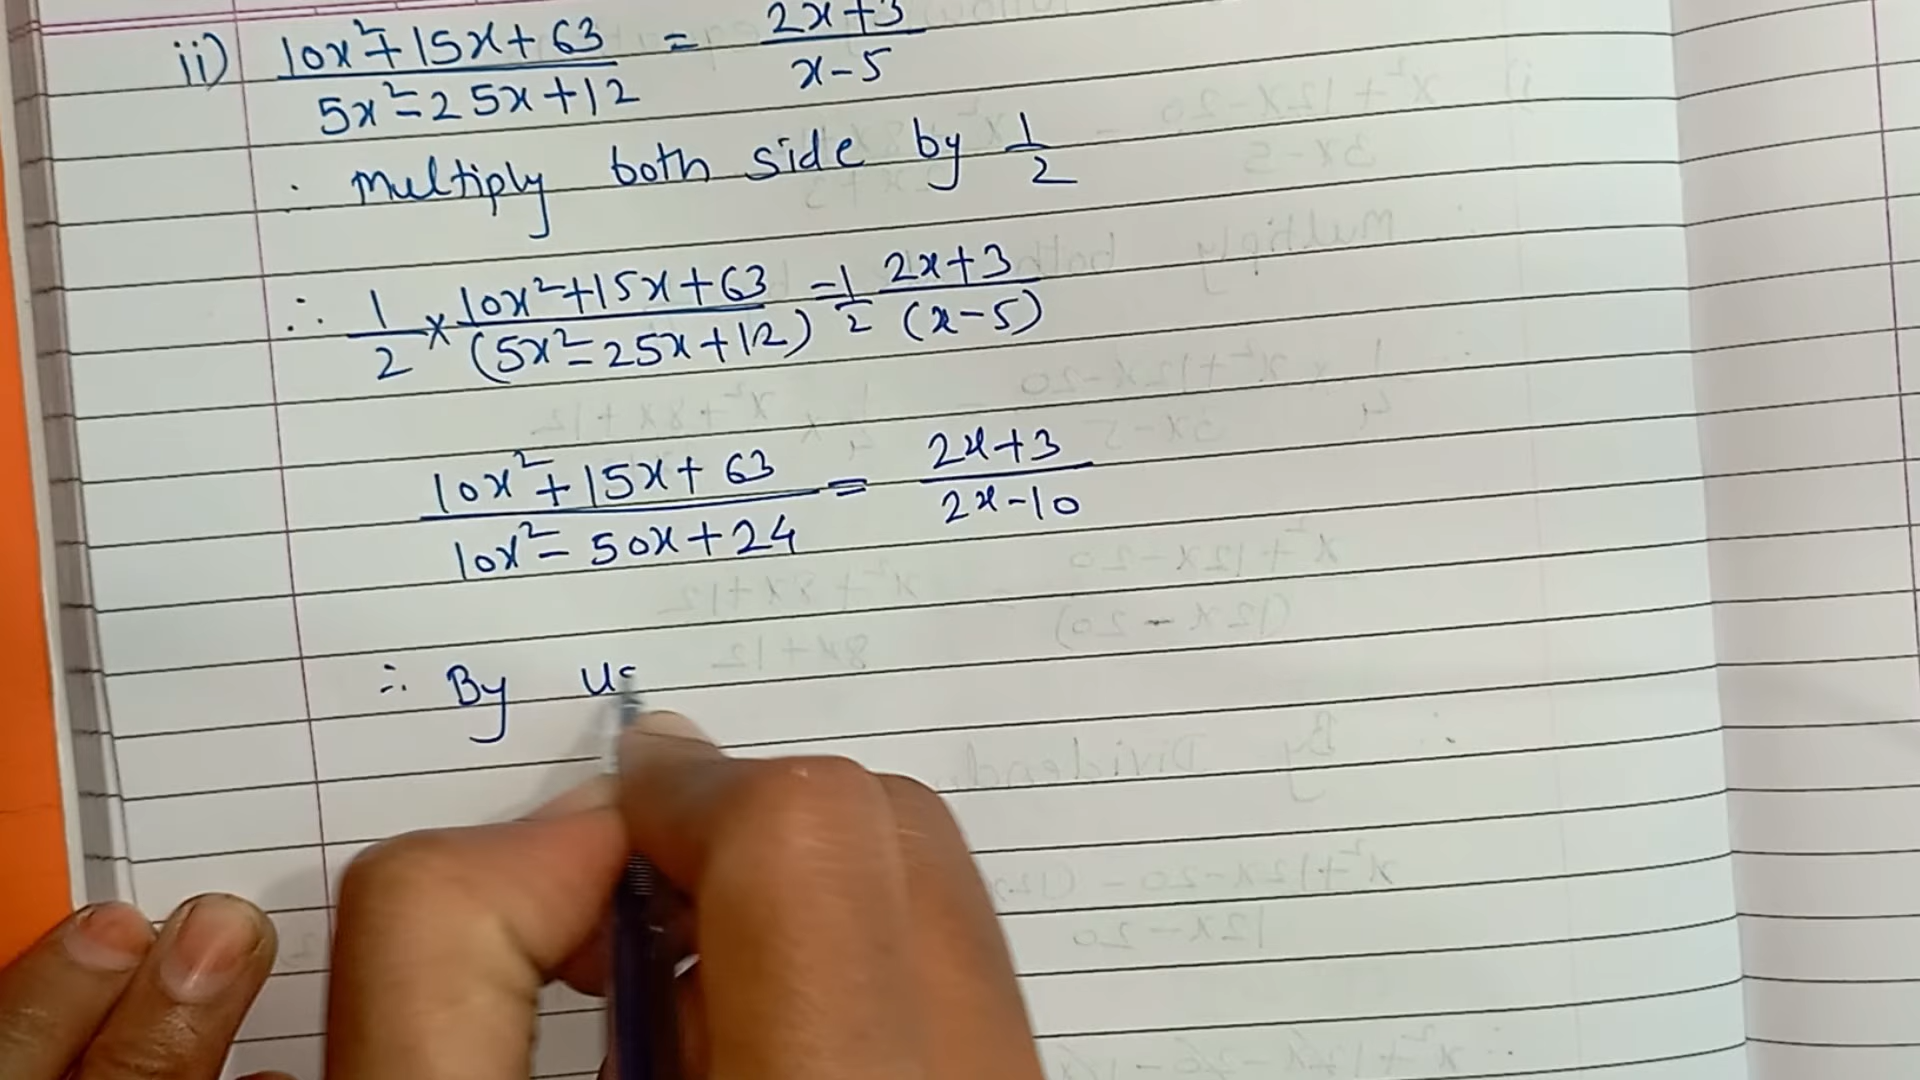 ii) 10x²+15x+63 / 5x²-25x+12 = 2x+3 / x-5
∴ Multiply both side by 1/2
∴ 1/2 × 10x²+15x+63 / (5x²-25x+12) = 1/2 2x+3 / (x-5)
10x²+15x+63 / 10x²-50x+24 = 2x+3 / 2x-10
∴ By us